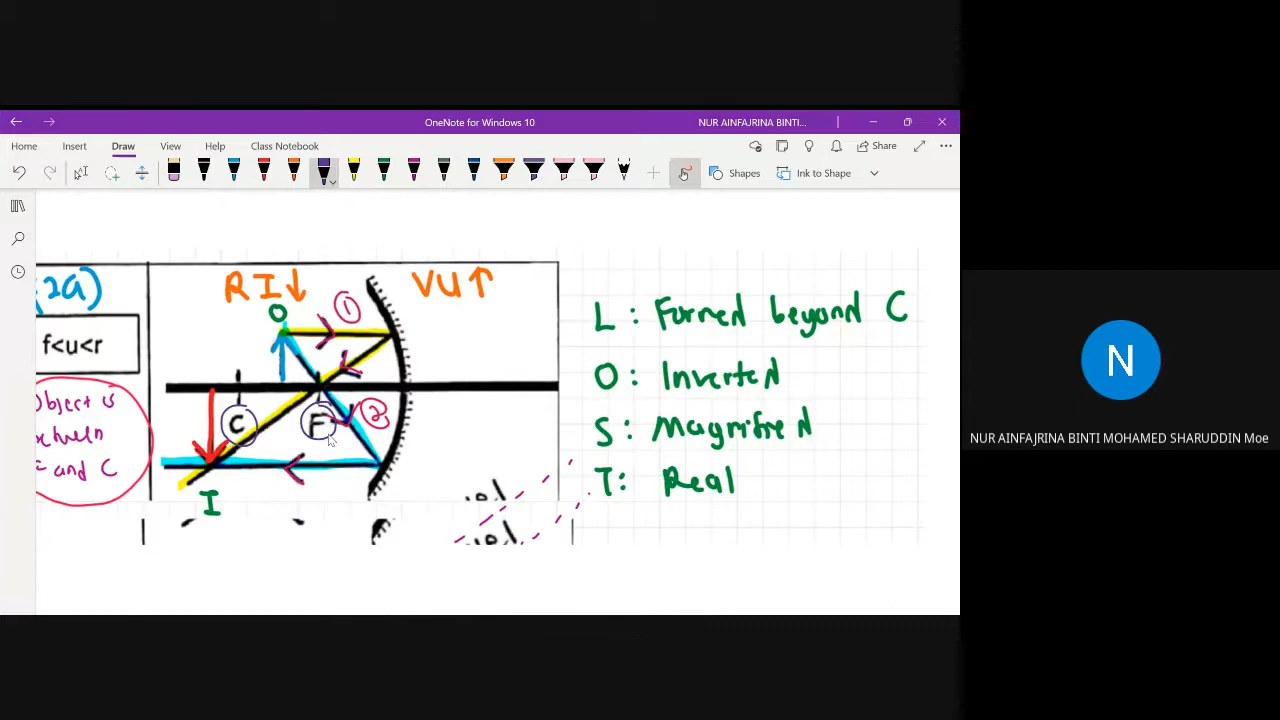 OneNote for Windows 10
NUR AINFAJRINA BINTI...
Home
Insert
Draw
View
Help
Class Notebook
Share
Shapes
Ink to Shape
(2a)
f<u<r
Object is
between
F and C
R I↓
VU↑
O
1
2
C
F
I
L : Formed beyond C
O : Inverted
S : Magnified
T : Real
N
NUR AINFAJRINA BINTI MOHAMED SHARUDDIN Moe